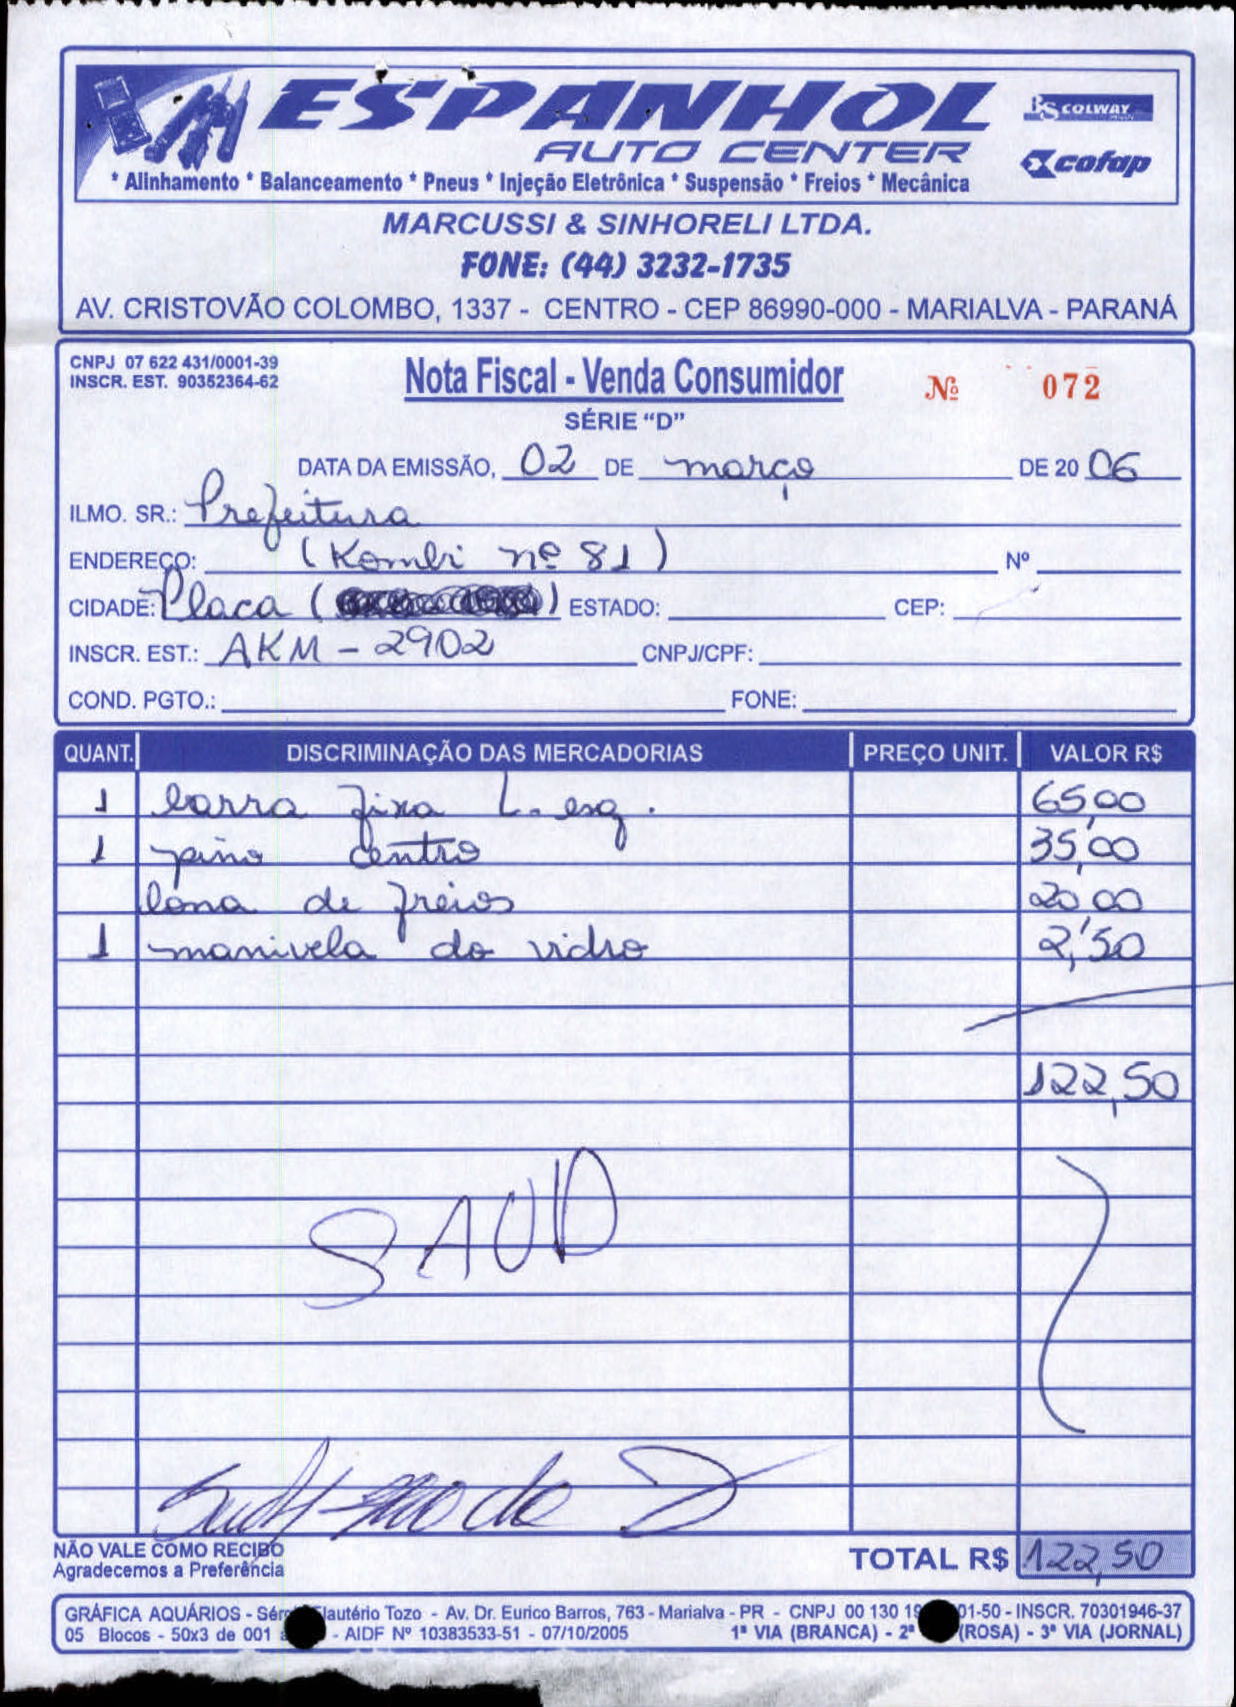 ESPANHOL
AUTO CENTER
BS COLWAY
cofap
* Alinhamento * Balanceamento * Pneus * Injeção Eletrônica * Suspensão * Freios * Mecânica
MARCUSSI & SINHORELI LTDA.
FONE: (44) 3232-1735
AV. CRISTOVÃO COLOMBO, 1337 - CENTRO - CEP 86990-000 - MARIALVA - PARANÁ
CNPJ 07 622 431/0001-39
INSCR. EST. 90352364-62
Nota Fiscal - Venda Consumidor
Nº 072
SÉRIE "D"
DATA DA EMISSÃO, 02 DE março DE 20 06
ILMO. SR.: Prefeitura
ENDEREÇO: (Kombi nº 81) Nº
CIDADE: Placa ( ) ESTADO: CEP:
INSCR. EST.: AKM - 2902 CNPJ/CPF:
COND. PGTO.: FONE:
QUANT. DISCRIMINAÇÃO DAS MERCADORIAS PREÇO UNIT. VALOR R$
1 barra fixa L. esq. 65,00
1 pino centro 35,00
lona de freios 20,00
1 manivela do vidro 2,50
122,50
SAUD
NÃO VALE COMO RECIBO
Agradecemos a Preferência
TOTAL R$ 122,50
GRÁFICA AQUÁRIOS - Tozo - Av. Dr. Eurico Barros, 763 - Marialva - PR - CNPJ 00 130 01-50 - INSCR. 70301946-37
05 Blocos - 50x3 de 001 - AIDF Nº 10383533-51 - 07/10/2005 1ª VIA (BRANCA) - 2ª (ROSA) - 3ª VIA (JORNAL)